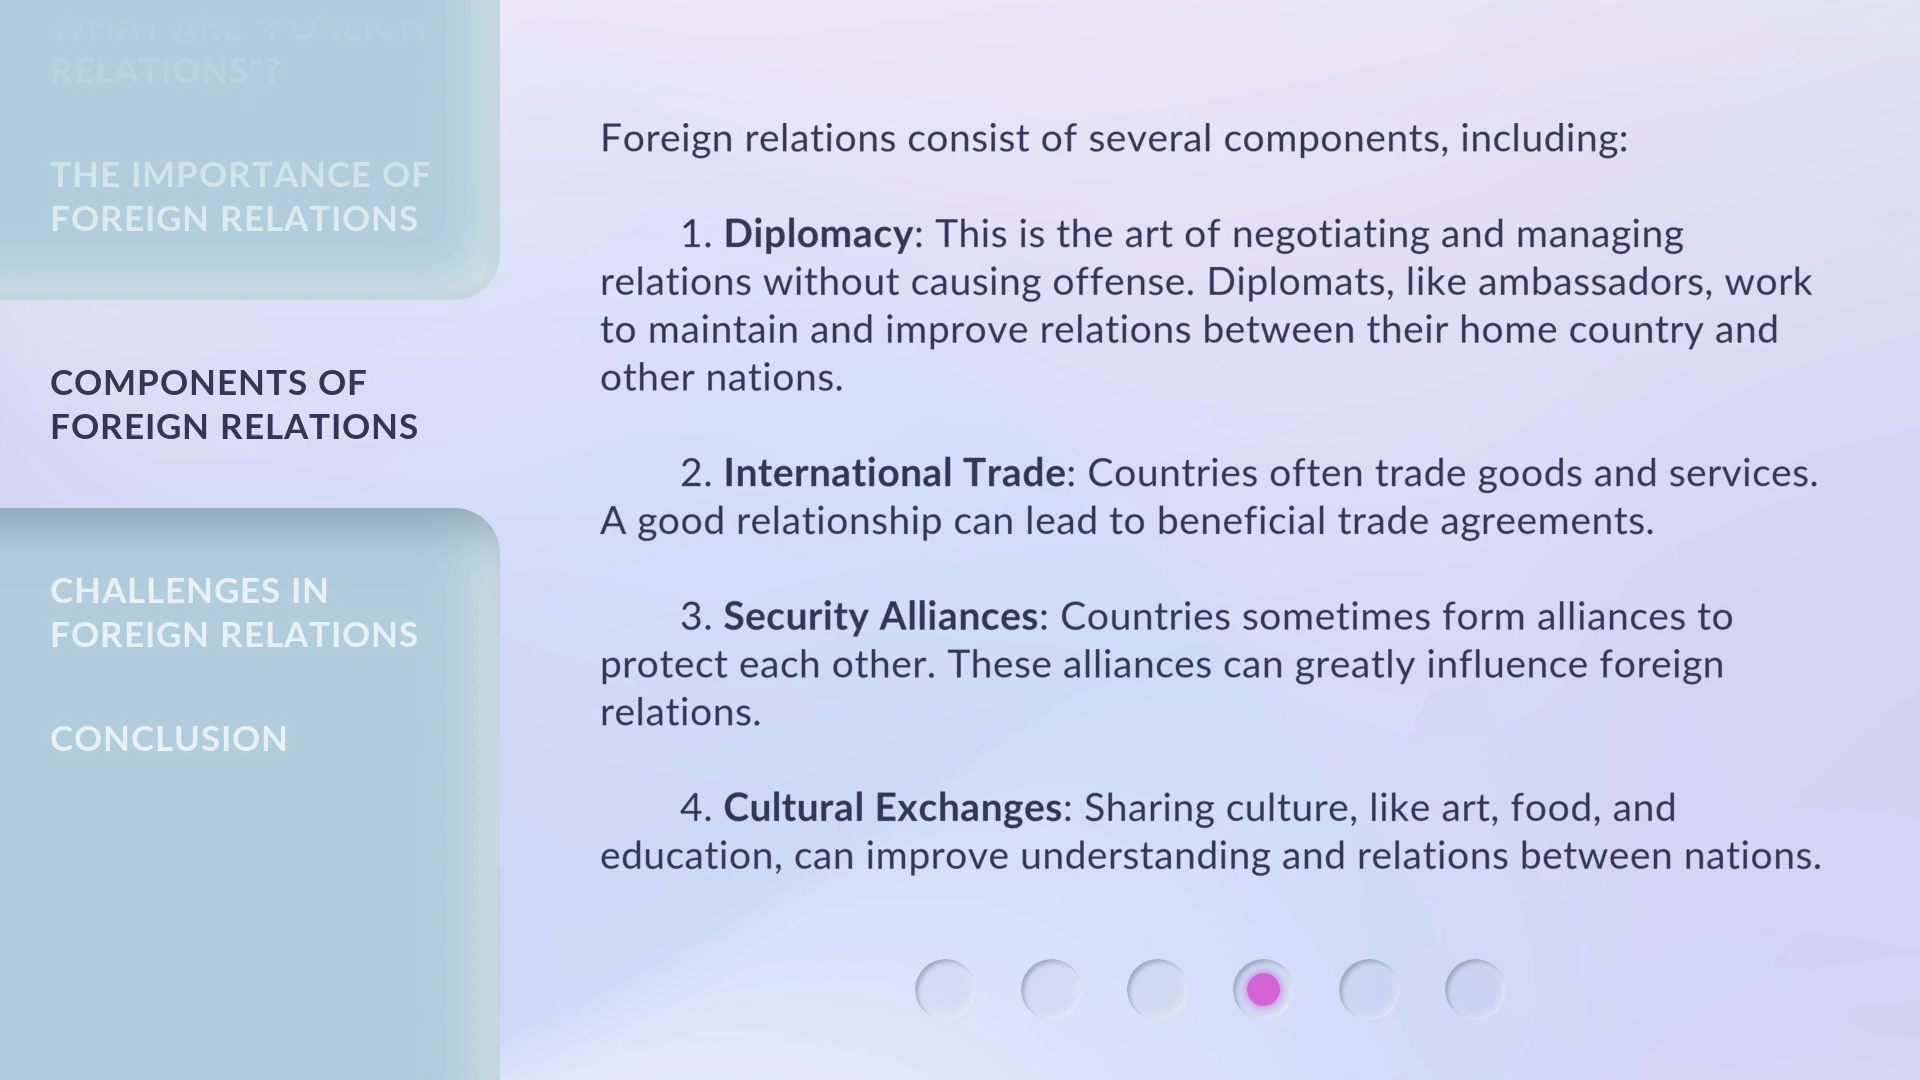 WHAT ARE "FOREIGN
RELATIONS"?
THE IMPORTANCE OF
FOREIGN RELATIONS
COMPONENTS OF
FOREIGN RELATIONS
CHALLENGES IN
FOREIGN RELATIONS
CONCLUSION
Foreign relations consist of several components, including:
1. Diplomacy: This is the art of negotiating and managing
relations without causing offense. Diplomats, like ambassadors, work
to maintain and improve relations between their home country and
other nations.
2. International Trade: Countries often trade goods and services.
A good relationship can lead to beneficial trade agreements.
3. Security Alliances: Countries sometimes form alliances to
protect each other. These alliances can greatly influence foreign
relations.
4. Cultural Exchanges: Sharing culture, like art, food, and
education, can improve understanding and relations between nations.